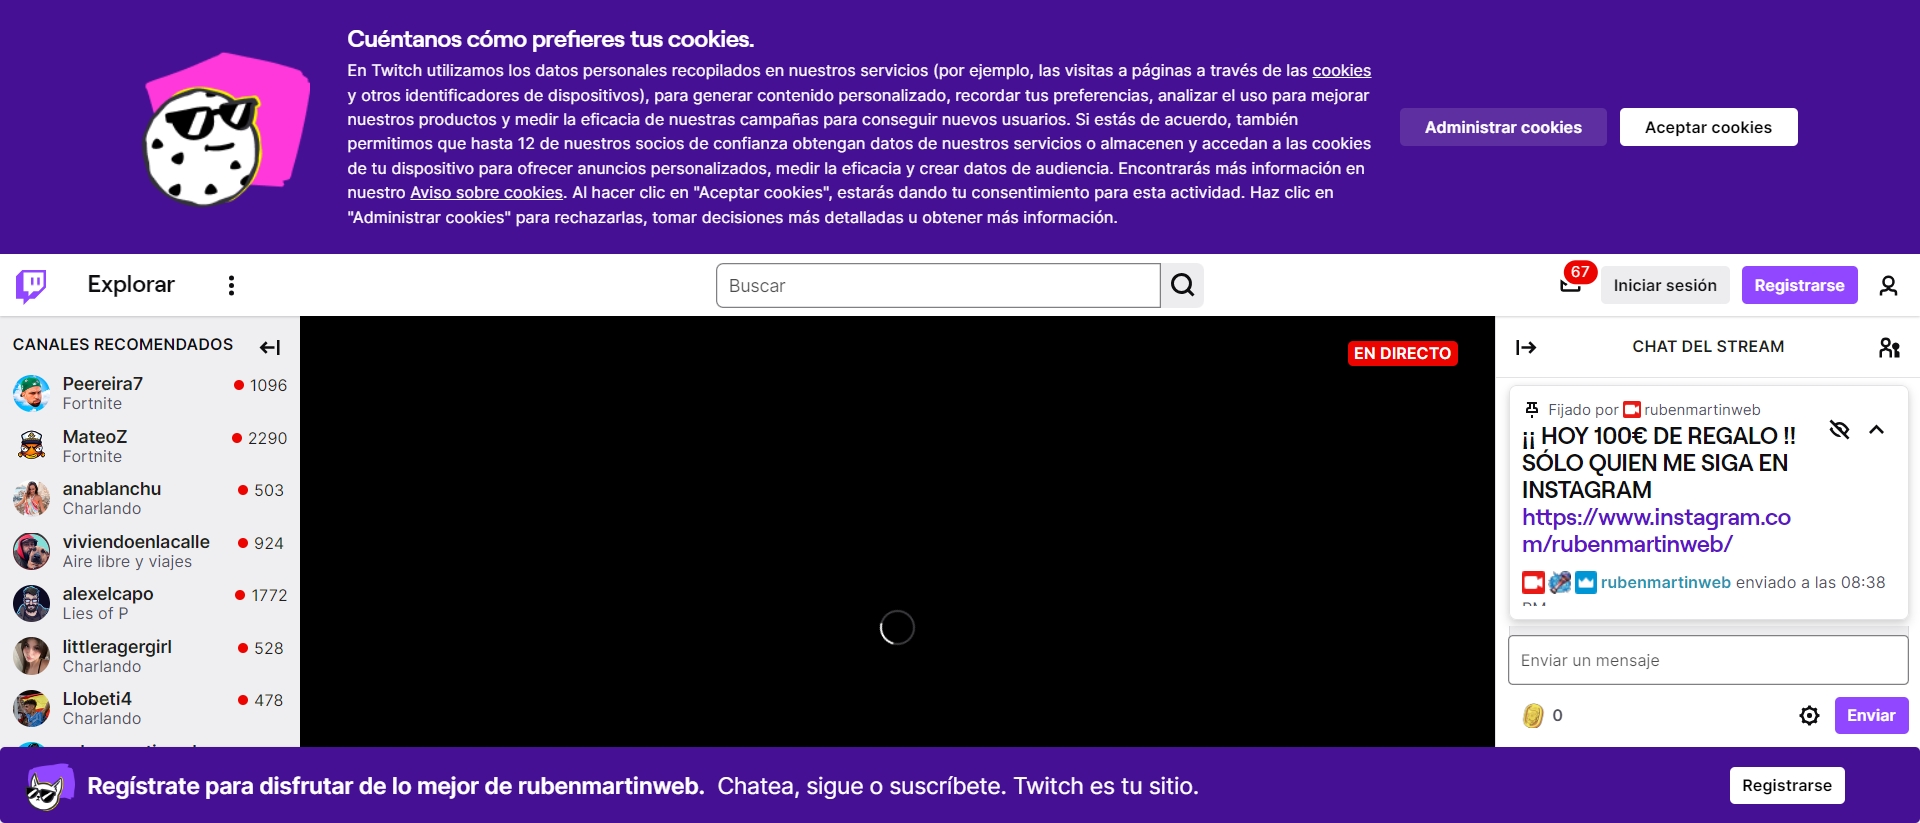 Cuéntanos cómo prefieres tus cookies.
En Twitch utilizamos los datos personales recopilados en nuestros servicios (por ejemplo, las visitas a páginas a través de las cookies
y otros identificadores de dispositivos), para generar contenido personalizado, recordar tus preferencias, analizar el uso para mejorar
nuestros productos y medir la eficacia de nuestras campañas para conseguir nuevos usuarios. Si estás de acuerdo, también
permitimos que hasta 12 de nuestros socios de confianza obtengan datos de nuestros servicios o almacenen y accedan a las cookies
de tu dispositivo para ofrecer anuncios personalizados, medir la eficacia y crear datos de audiencia. Encontrarás más información en
nuestro Aviso sobre cookies. Al hacer clic en "Aceptar cookies", estarás dando tu consentimiento para esta actividad. Haz clic en
"Administrar cookies" para rechazarlas, tomar decisiones más detalladas u obtener más información.
Administrar cookies
Aceptar cookies
Explorar
Buscar
67
Iniciar sesión
Registrarse
CANALES RECOMENDADOS
Peereira7 1096
Fortnite
MateoZ 2290
Fortnite
anablanchu 503
Charlando
viviendoenlacalle 924
Aire libre y viajes
alexelcapo 1772
Lies of P
littleragergirl 528
Charlando
Llobeti4 478
Charlando
EN DIRECTO
CHAT DEL STREAM
Fijado por rubenmartinweb
¡¡ HOY 100€ DE REGALO !!
SÓLO QUIEN ME SIGA EN
INSTAGRAM
https://www.instagram.co
m/rubenmartinweb/
rubenmartinweb enviado a las 08:38
PM
Enviar un mensaje
0
Enviar
Regístrate para disfrutar de lo mejor de rubenmartinweb. Chatea, sigue o suscríbete. Twitch es tu sitio.
Registrarse